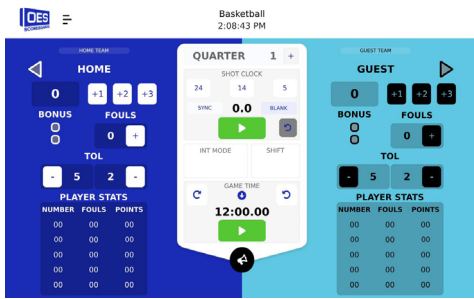 OES
SCOREBOARDS
Basketball
2:08:43 PM
HOME TEAM
HOME
0 +1 +2 +3
BONUS FOULS
0 +
TOL
- 5 2 -
PLAYER STATS
NUMBER FOULS POINTS
00 00 00
00 00 00
00 00 00
00 00 00
00 00 00
QUARTER 1 +
SHOT CLOCK
24 14 5
SYNC 0.0 BLANK
INT MODE SHIFT
GAME TIME
12:00.00
GUEST TEAM
GUEST
0 +1 +2 +3
BONUS FOULS
0 +
TOL
- 5 2 -
PLAYER STATS
NUMBER FOULS POINTS
00 00 00
00 00 00
00 00 00
00 00 00
00 00 00